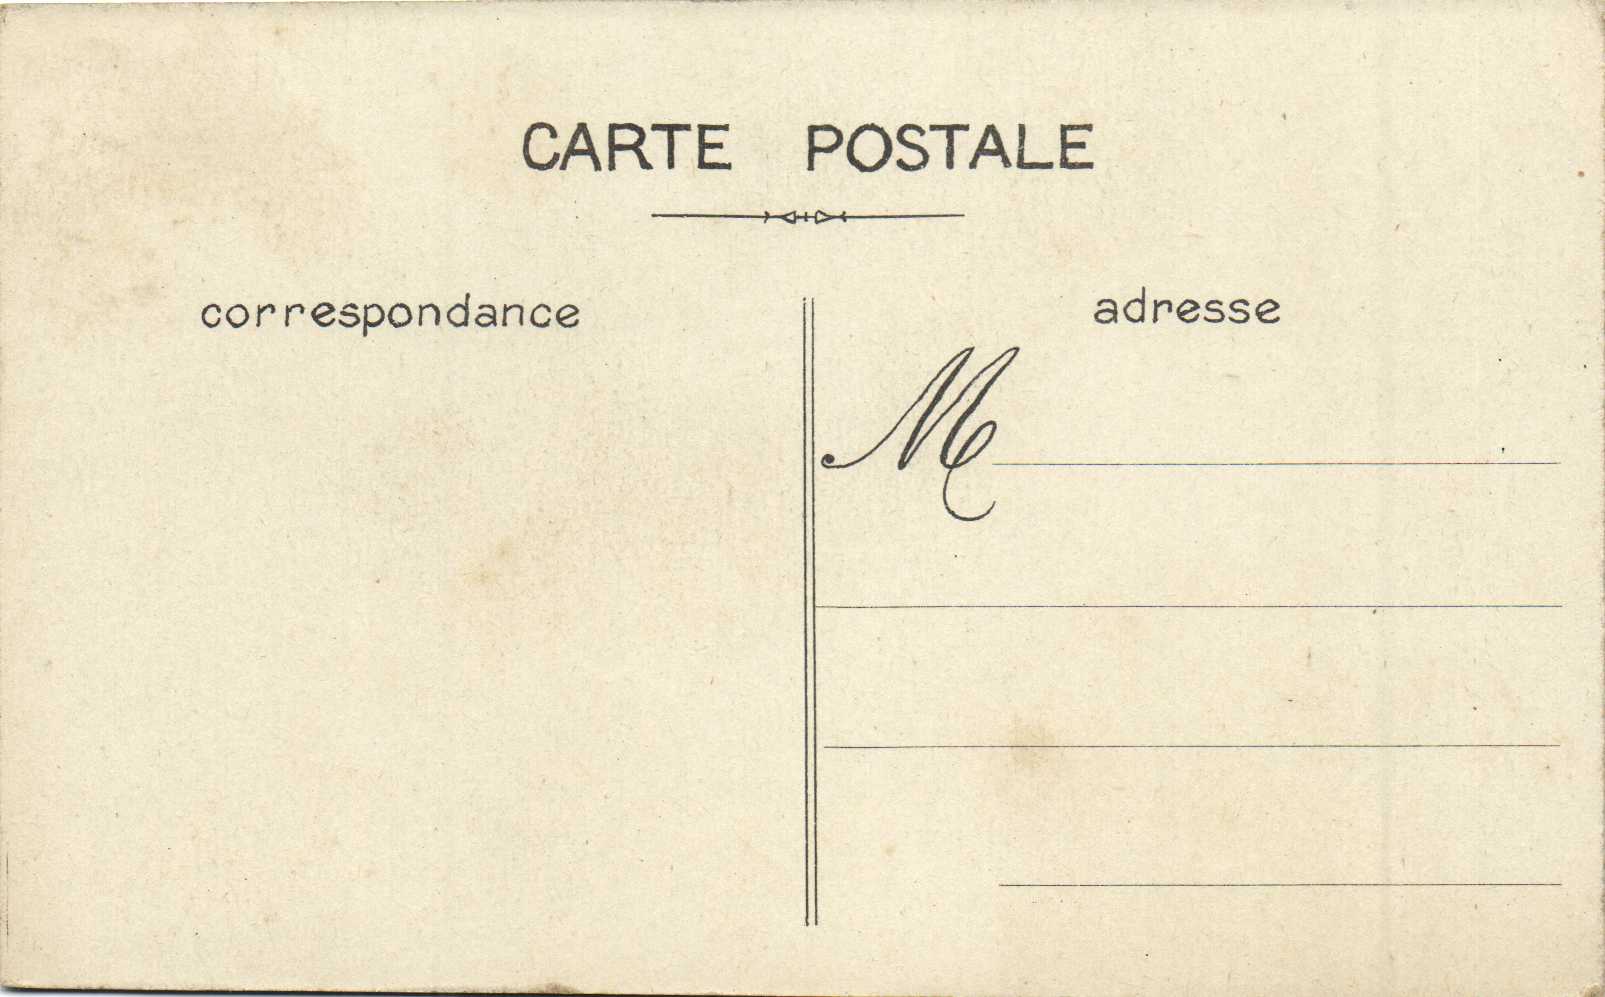 CARTE POSTALE
correspondance
adresse
M